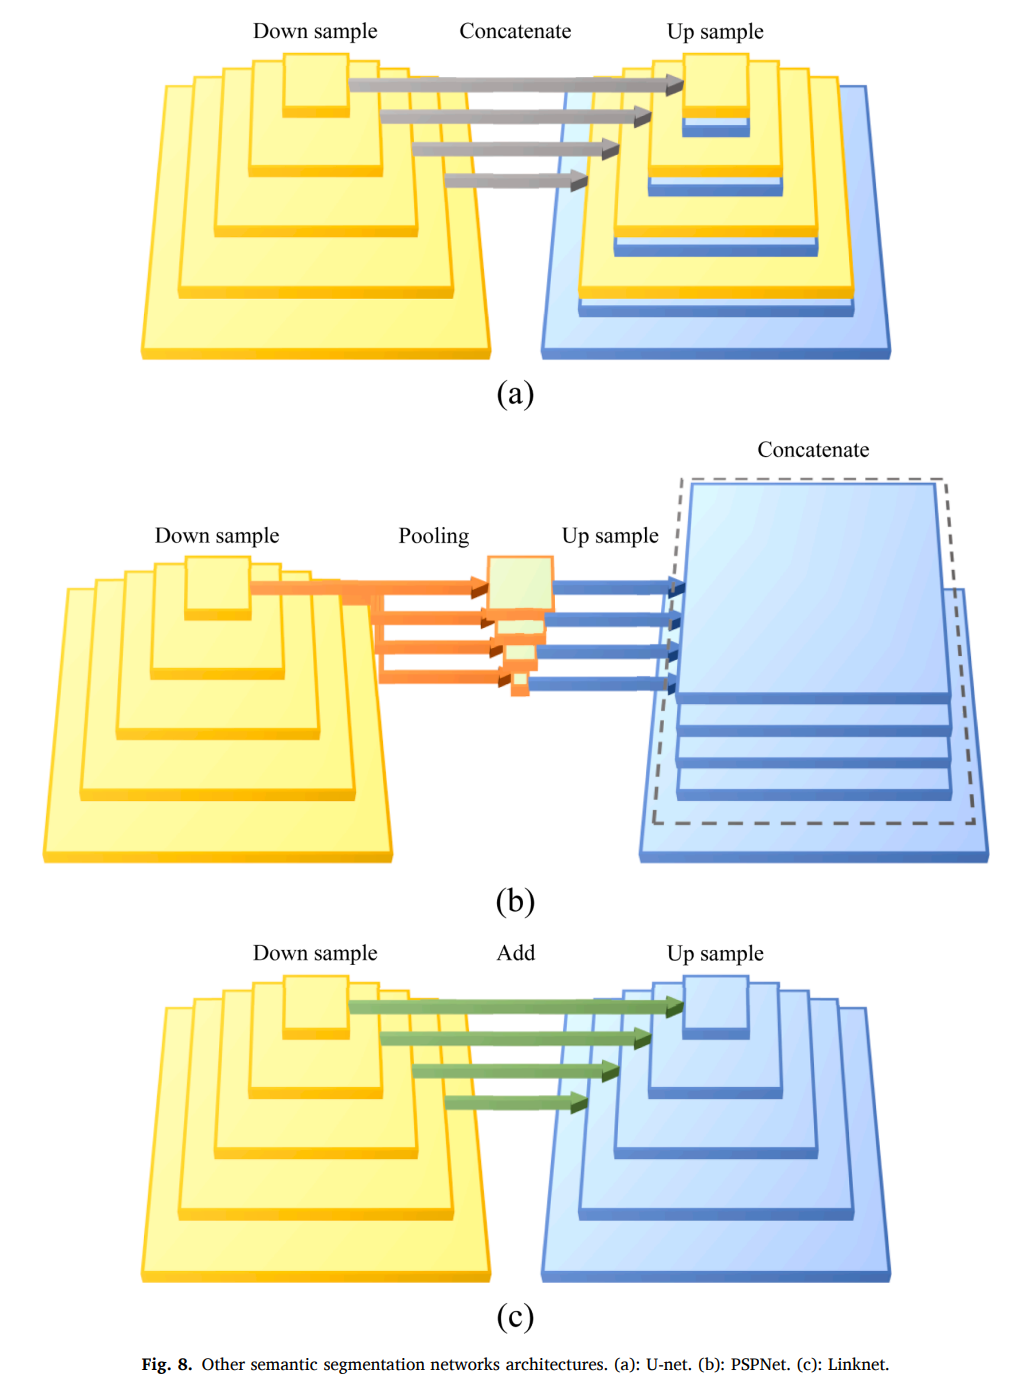 Down sample Concatenate Up sample
(a)
Concatenate
Down sample Pooling Up sample
(b)
Down sample Add Up sample
(c)
Fig. 8. Other semantic segmentation networks architectures. (a): U-net. (b): PSPNet. (c): Linknet.